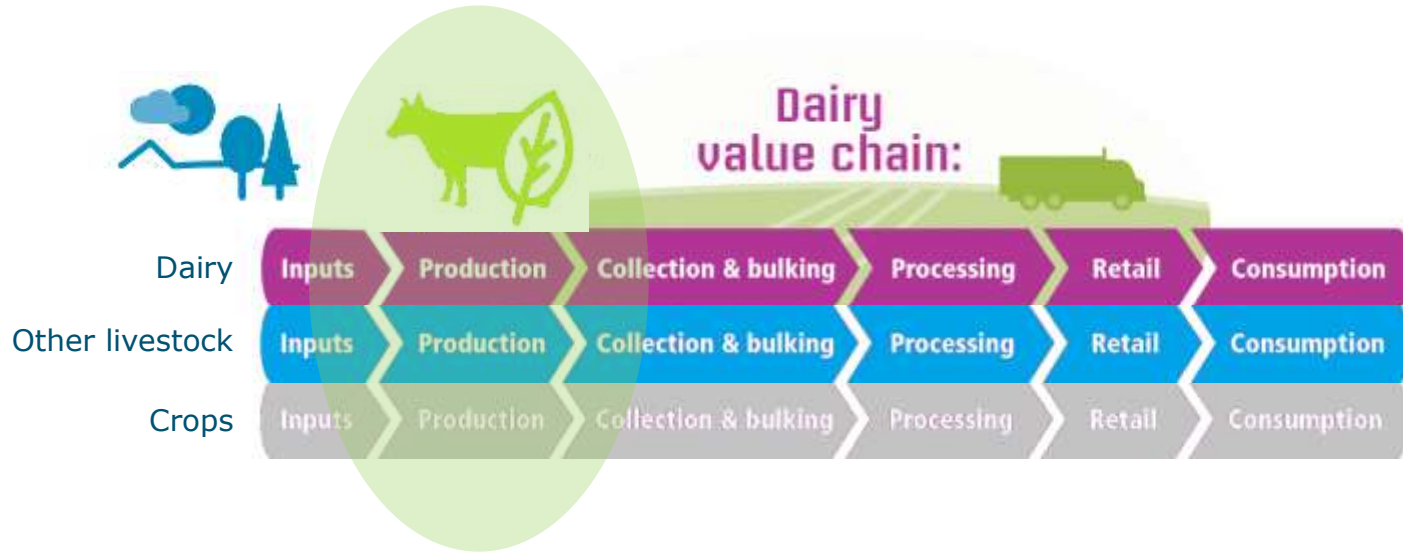 Dairy
value chain:
Dairy Inputs Production Collection & bulking Processing Retail Consumption
Other livestock Inputs Production Collection & bulking Processing Retail Consumption
Crops Inputs Production Collection & bulking Processing Retail Consumption